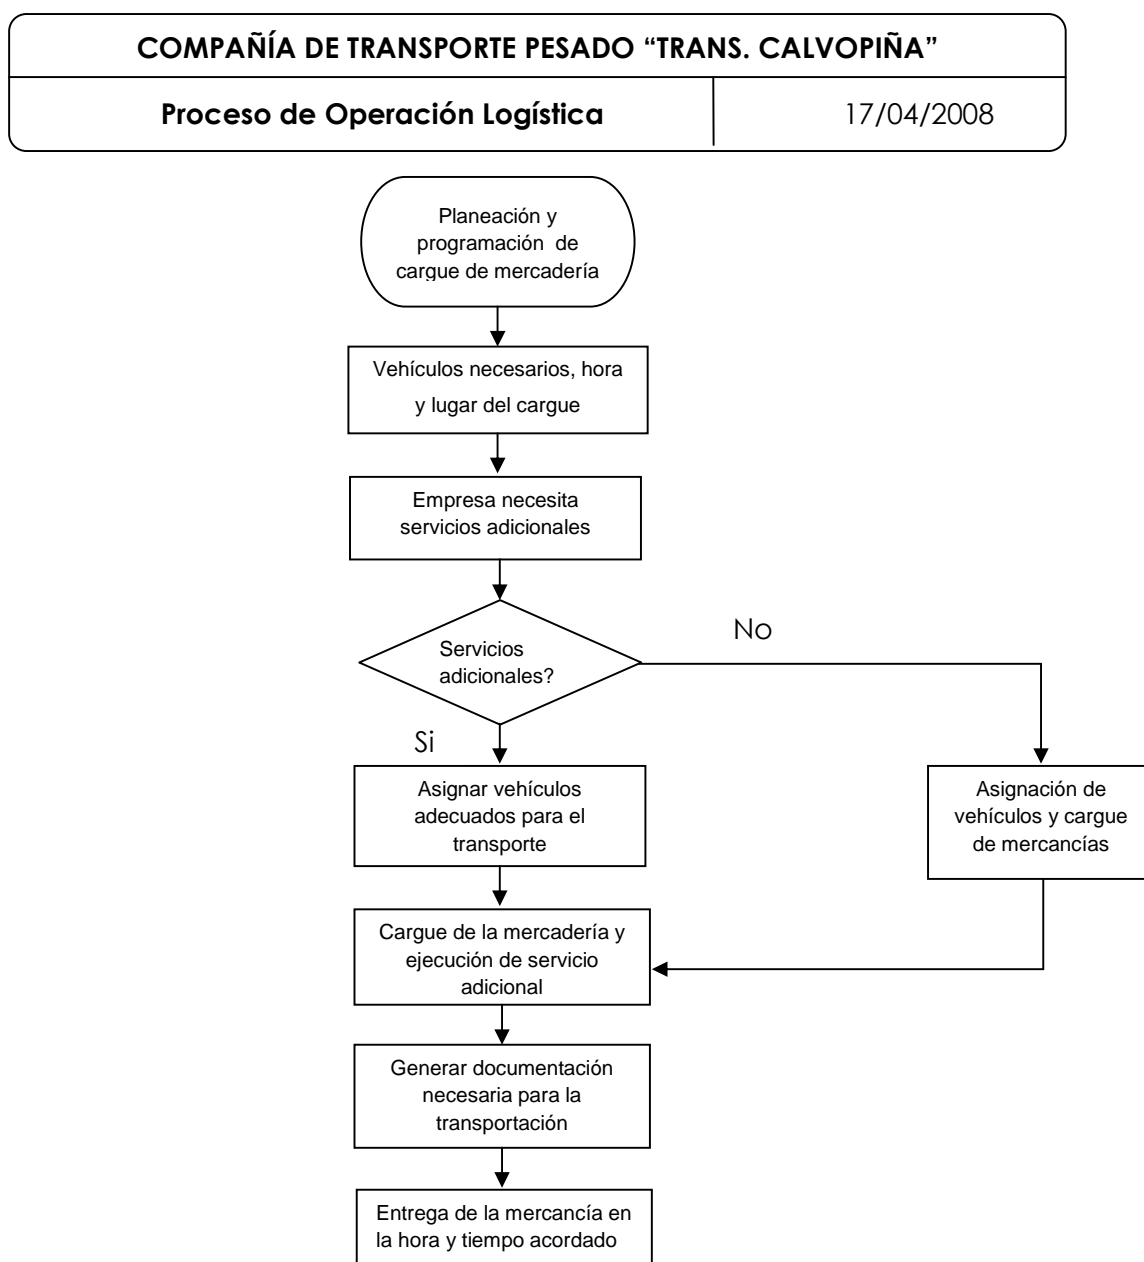 COMPAÑÍA DE TRANSPORTE PESADO “TRANS. CALVOPIÑA”
Proceso de Operación Logística
17/04/2008
Planeación y
programación de
cargue de mercadería
Vehículos necesarios, hora
y lugar del cargue
Empresa necesita
servicios adicionales
Servicios
adicionales?
No
Si
Asignar vehículos
adecuados para el
transporte
Asignación de
vehículos y cargue
de mercancías
Cargue de la mercadería y
ejecución de servicio
adicional
Generar documentación
necesaria para la
transportación
Entrega de la mercancía en
la hora y tiempo acordado